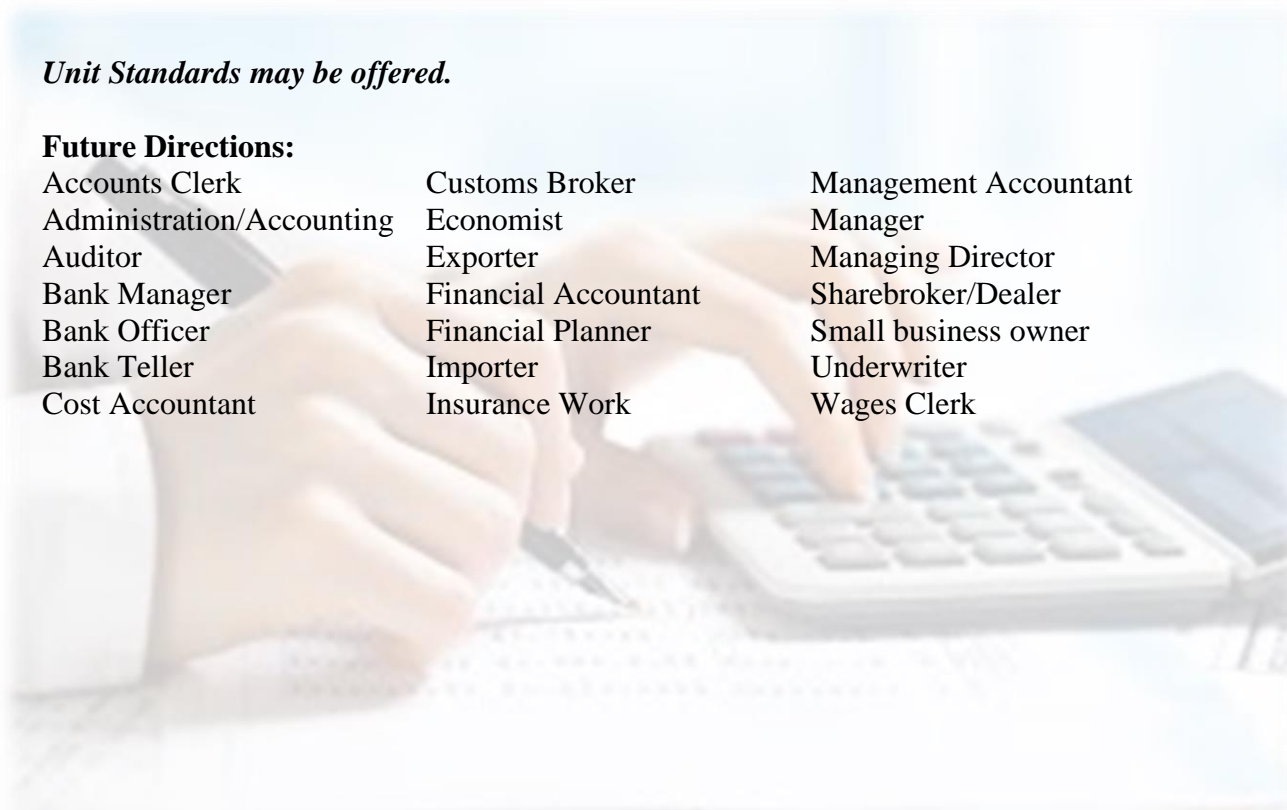 Unit Standards may be offered.
Future Directions:
Accounts Clerk Customs Broker Management Accountant
Administration/Accounting Economist Manager
Auditor Exporter Managing Director
Bank Manager Financial Accountant Sharebroker/Dealer
Bank Officer Financial Planner Small business owner
Bank Teller Importer Underwriter
Cost Accountant Insurance Work Wages Clerk